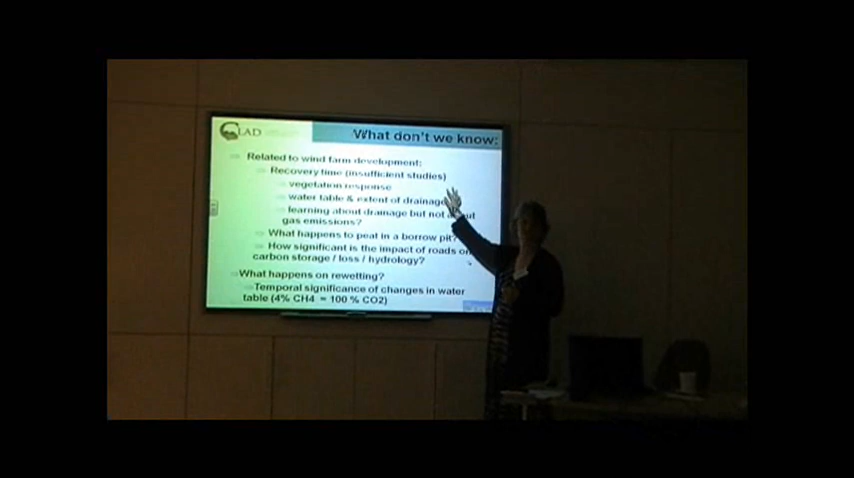 CLAD
What don't we know:
Related to wind farm development:
Recovery time (insufficient studies)
vegetation response
water table & extent of drainage
learning about drainage but not about
gas emissions?
What happens to peat in a borrow pit?
How significant is the impact of roads on
carbon storage / loss / hydrology?
What happens on rewetting?
Temporal significance of changes in water
table (4% CH4 = 100 % CO2)